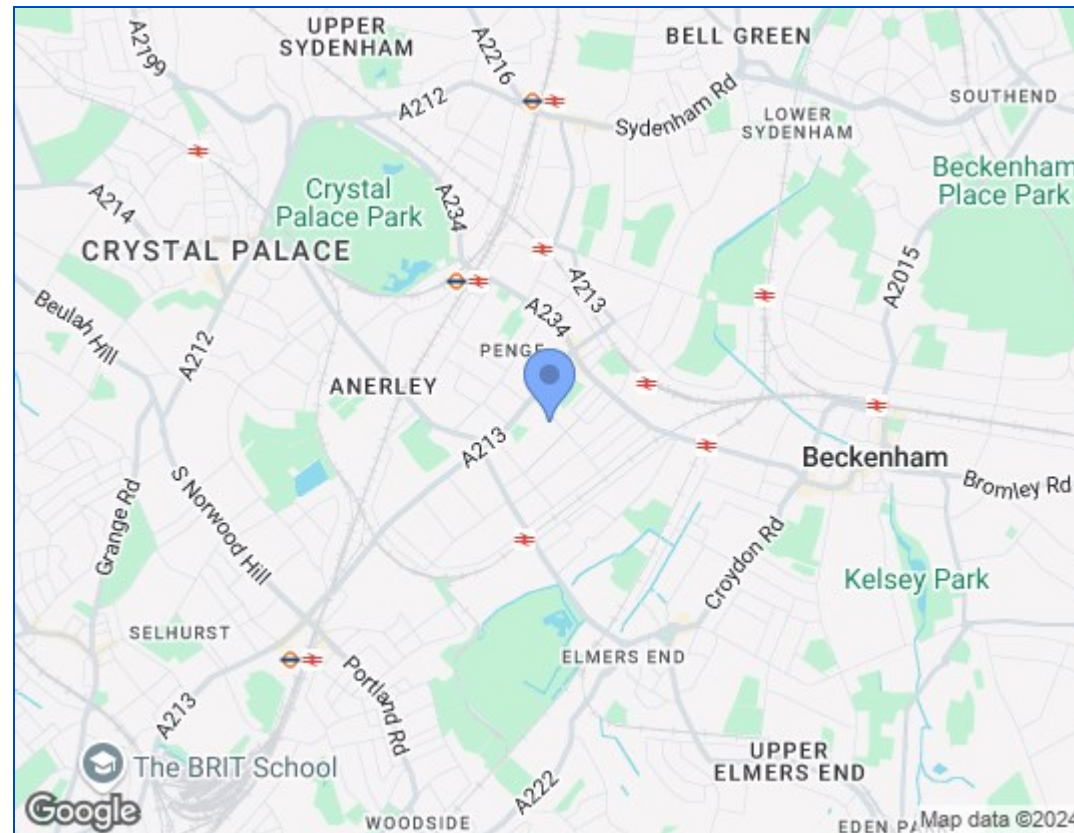 A2199
UPPER
SYDENHAM
A2216
BELL GREEN
A212
Sydenham Rd
LOWER
SYDENHAM
SOUTHEND
Beckenham
Place Park
A214
Crystal
Palace Park
A234
CRYSTAL PALACE
A2015
A213
Beulah Hill
A212
A234
PENGE
ANERLEY
A213
Beckenham
Bromley Rd
Grange Rd
S Norwood Hill
Croydon Rd
Kelsey Park
SELHURST
ELMERS END
Portland Rd
A213
The BRIT School
UPPER
ELMERS END
A222
Google
WOODSIDE
Map data ©2024